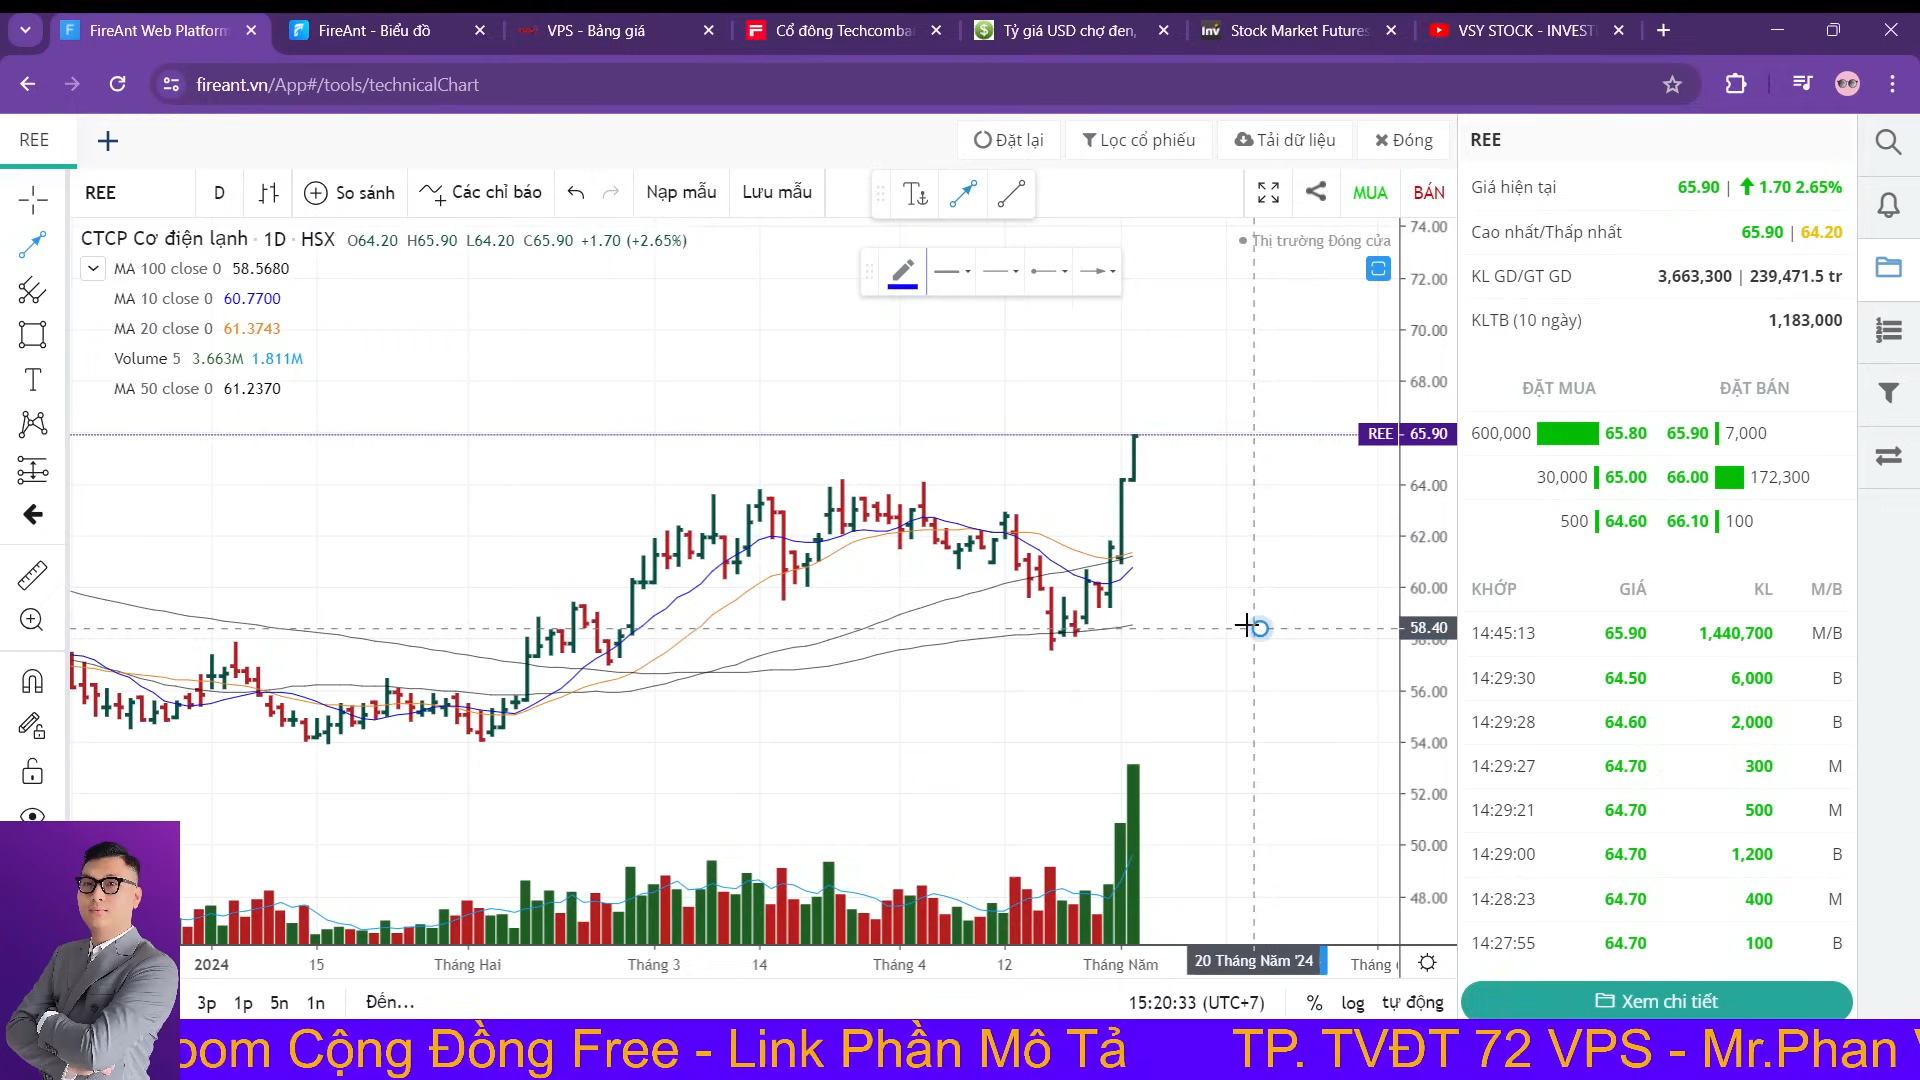 FireAnt Web Platform
FireAnt - Biểu đồ
VPS - Bảng giá
Cổ đông Techcomba
Tỷ giá USD chợ đen,
Stock Market Futures
VSY STOCK - INVEST
fireant.vn/App#/tools/technicalChart
REE
Đặt lại
Lọc cổ phiếu
Tải dữ liệu
Đóng
REE
REE
D
So sánh
Các chỉ báo
Nạp mẫu
Lưu mẫu
MUA
BÁN
CTCP Cơ điện lạnh · 1D · HSX O64.20 H65.90 L64.20 C65.90 +1.70 (+2.65%)
Thị trường Đóng cửa
MA 100 close 0 58.5680
MA 10 close 0 60.7700
MA 20 close 0 61.3743
Volume 5 3.663M 1.811M
MA 50 close 0 61.2370
74.00
72.00
70.00
68.00
REE 65.90
64.00
62.00
60.00
58.40
56.00
54.00
52.00
50.00
48.00
2024
15
Tháng Hai
Tháng 3
14
Tháng 4
12
Tháng Năm
20 Tháng Năm '24
3p 1p 5n 1n
Đến...
15:20:33 (UTC+7)
% log tự động
Giá hiện tại 65.90 | 1.70 2.65%
Cao nhất/Thấp nhất 65.90 | 64.20
KL GD/GT GD 3,663,300 | 239,471.5 tr
KLTB (10 ngày) 1,183,000
ĐẶT MUA ĐẶT BÁN
600,000 65.80 65.90 7,000
30,000 65.00 66.00 172,300
500 64.60 66.10 100
KHỚP GIÁ KL M/B
14:45:13 65.90 1,440,700 M/B
14:29:30 64.50 6,000 B
14:29:28 64.60 2,000 B
14:29:27 64.70 300 M
14:29:21 64.70 500 M
14:29:00 64.70 1,200 B
14:28:23 64.70 400 M
14:27:55 64.70 100 B
Xem chi tiết
oom Cộng Đồng Free - Link Phần Mô Tả TP. TVĐT 72 VPS - Mr.Phan